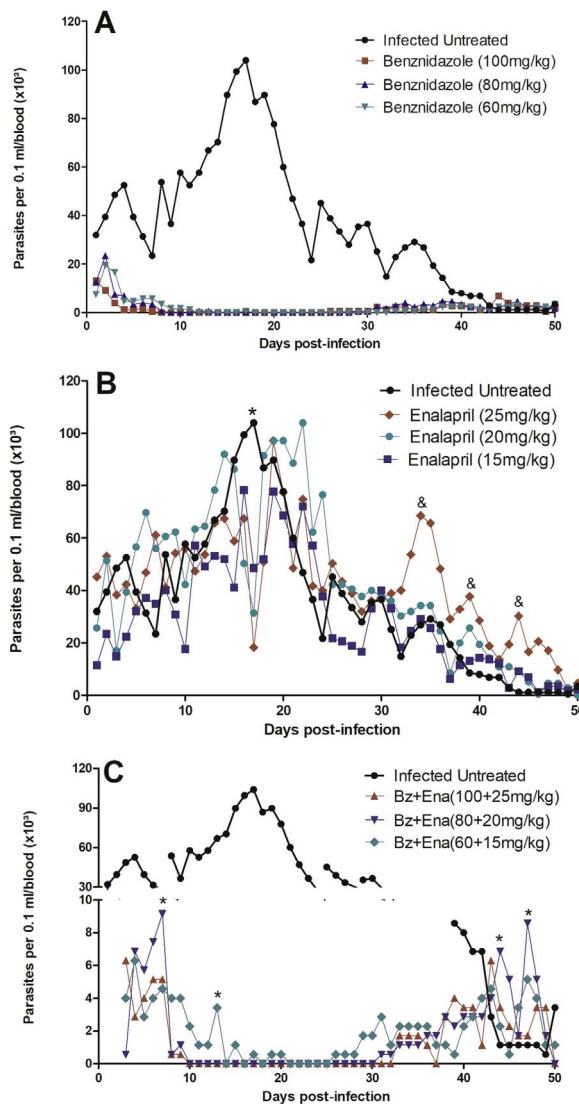 A
Infected Untreated
Benznidazole (100mg/kg)
Benznidazole (80mg/kg)
Benznidazole (60mg/kg)
Parasites per 0.1 ml/blood (x10³)
120
100
80
60
40
20
0
0 10 20 30 40 50
Days post-infection
B
Infected Untreated
Enalapril (25mg/kg)
Enalapril (20mg/kg)
Enalapril (15mg/kg)
*
&
&
&
Parasites per 0.1 ml/blood (x10³)
120
100
80
60
40
20
0
0 10 20 30 40 50
Days post-infection
C
Infected Untreated
Bz+Ena(100+25mg/kg)
Bz+Ena(80+20mg/kg)
Bz+Ena(60+15mg/kg)
Parasites per 0.1 ml/blood (x10³)
120
90
60
30
10
8
6
4
2
0
*
*
*
*
0 10 20 30 40 50
Days post-infection